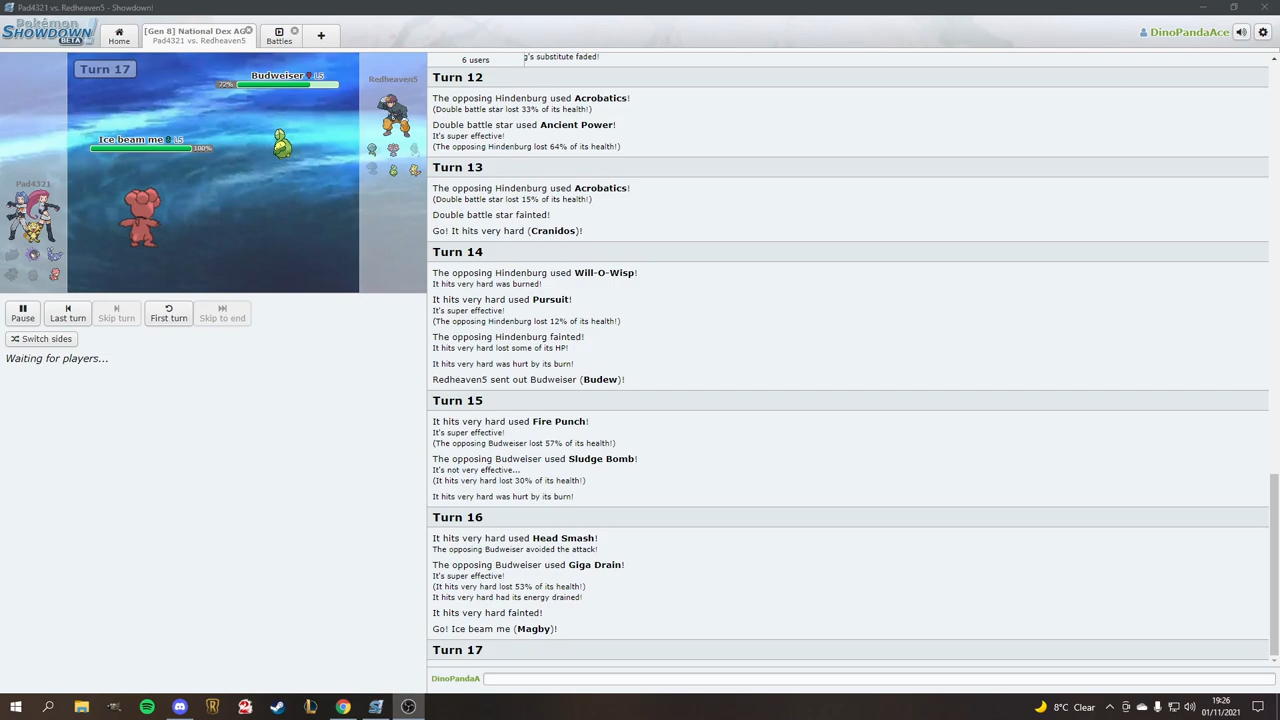 Pad4321 vs. Redheaven5 - Showdown!
Pokémon
SHOWDOWN
BETA
Home
[Gen 8] National Dex AG
Pad4321 vs. Redheaven5
Battles
DinoPandaAce
Turn 17
Budweiser L5
72%
Redheaven5
Ice beam me L5
100%
Pad4321
Pause
Last turn
Skip turn
First turn
Skip to end
Switch sides
Waiting for players...
6 users
g's substitute faded!
Turn 12
The opposing Hindenburg used Acrobatics!
(Double battle star lost 33% of its health!)
Double battle star used Ancient Power!
It's super effective!
(The opposing Hindenburg lost 64% of its health!)
Turn 13
The opposing Hindenburg used Acrobatics!
(Double battle star lost 15% of its health!)
Double battle star fainted!
Go! It hits very hard (Cranidos)!
Turn 14
The opposing Hindenburg used Will-O-Wisp!
It hits very hard was burned!
It hits very hard used Pursuit!
It's super effective!
(The opposing Hindenburg lost 12% of its health!)
The opposing Hindenburg fainted!
It hits very hard lost some of its HP!
It hits very hard was hurt by its burn!
Redheaven5 sent out Budweiser (Budew)!
Turn 15
It hits very hard used Fire Punch!
It's super effective!
(The opposing Budweiser lost 57% of its health!)
The opposing Budweiser used Sludge Bomb!
It's not very effective...
(It hits very hard lost 30% of its health!)
It hits very hard was hurt by its burn!
Turn 16
It hits very hard used Head Smash!
The opposing Budweiser avoided the attack!
The opposing Budweiser used Giga Drain!
It's super effective!
(It hits very hard lost 53% of its health!)
It hits very hard had its energy drained!
It hits very hard fainted!
Go! Ice beam me (Magby)!
Turn 17
DinoPandaA
8°C Clear
19:26
01/11/2021